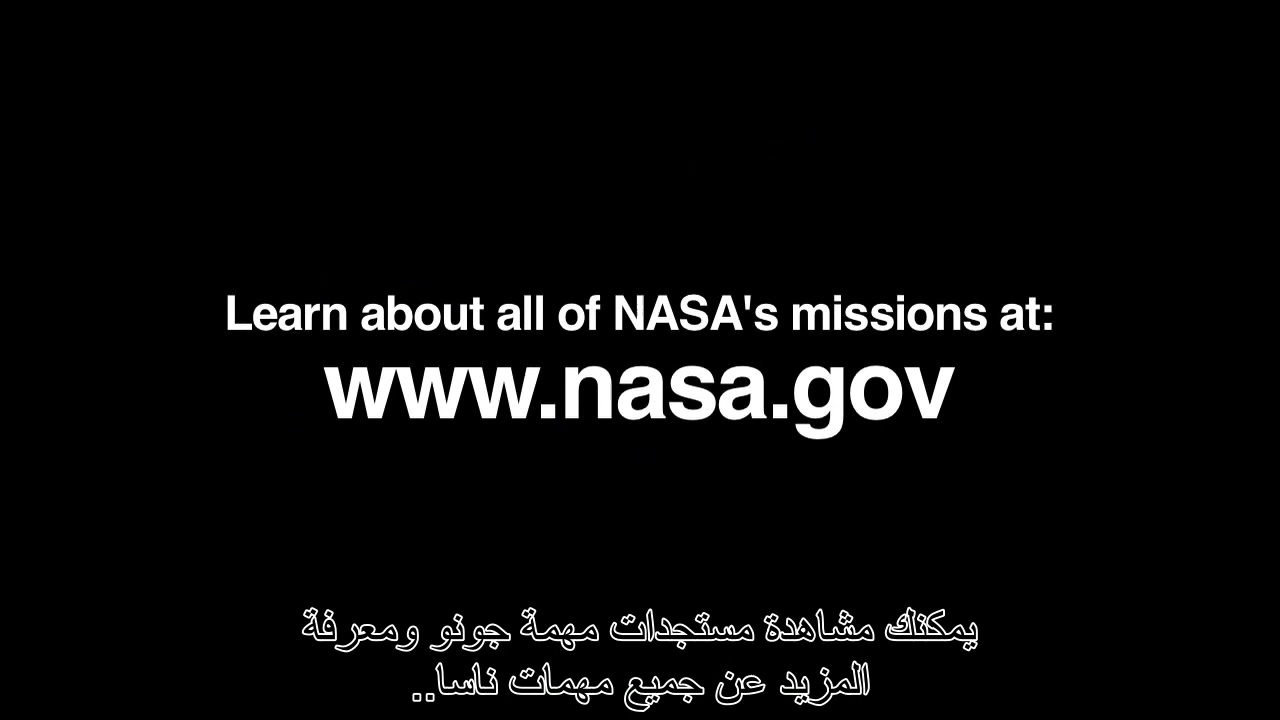 Learn about all of NASA's missions at:
www.nasa.gov
يمكنك مشاهدة مستجدات مهمة جونو ومعرفة
المزيد عن جميع مهمات ناسا..